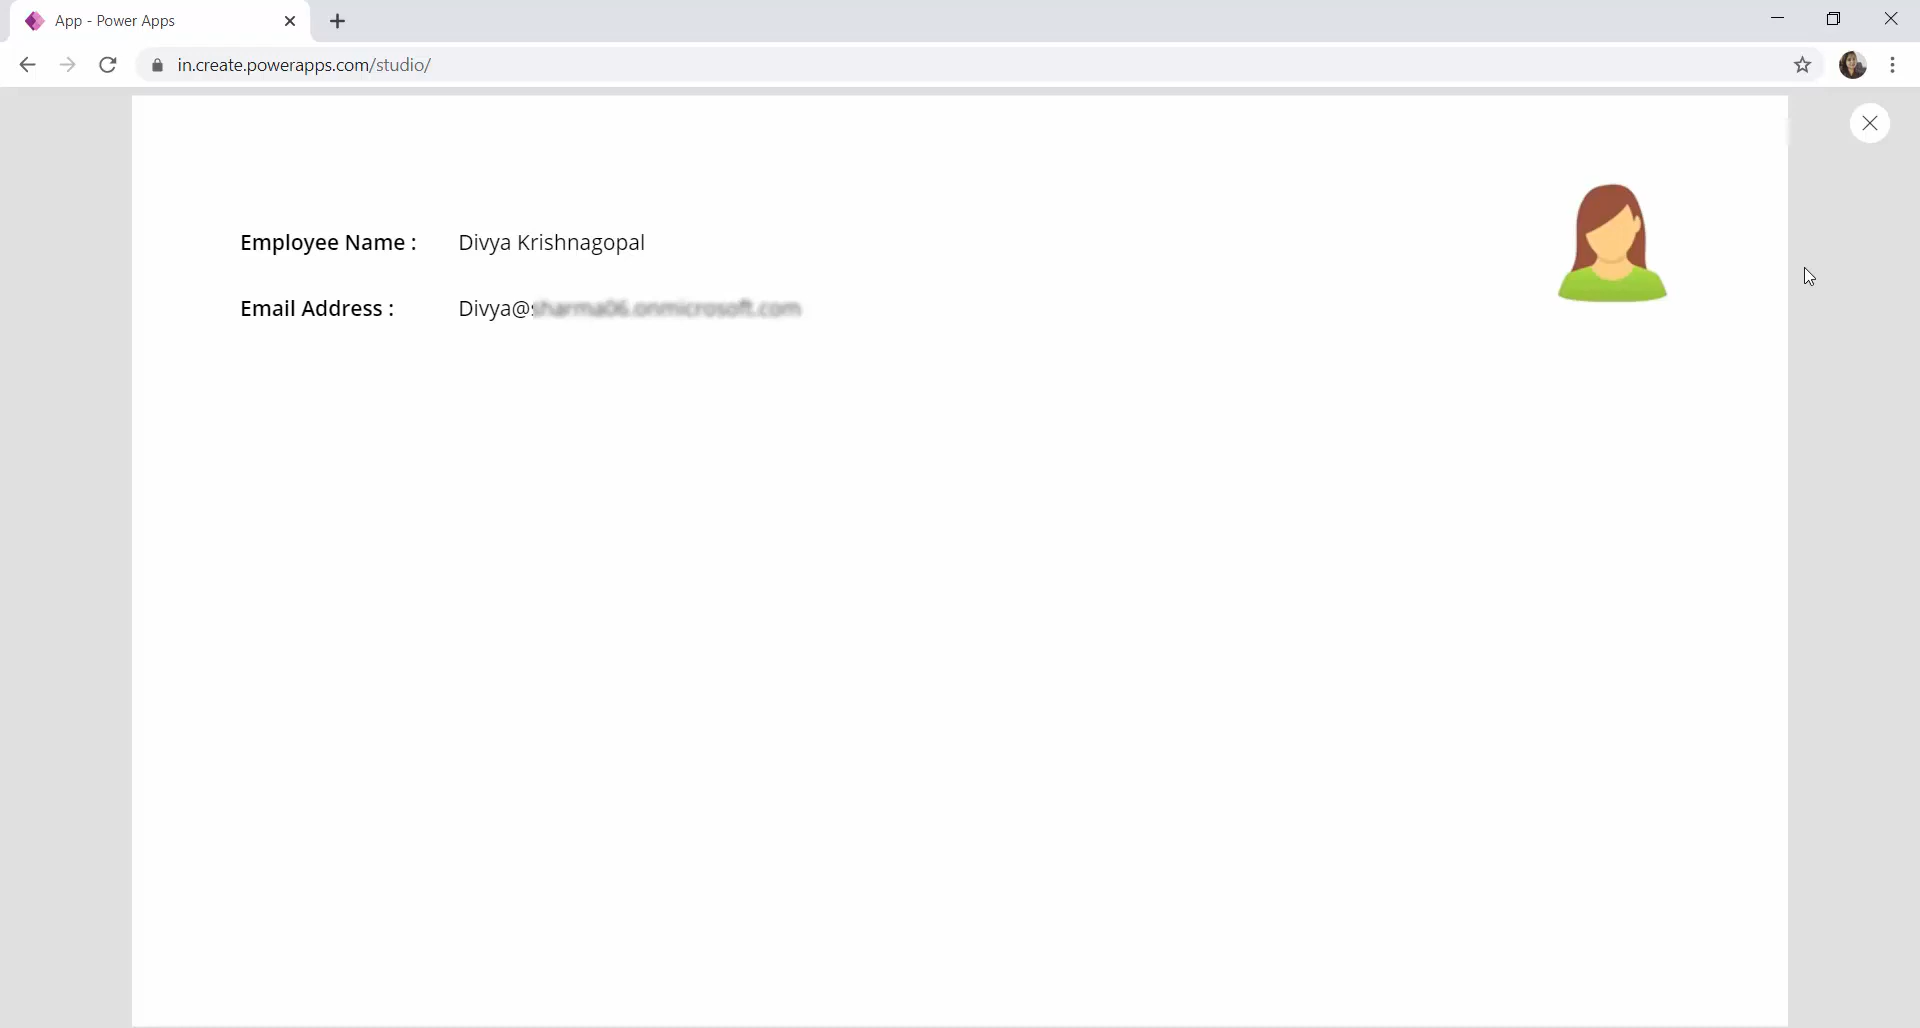 App - Power Apps
in.create.powerapps.com/studio/
Employee Name : Divya Krishnagopal
Email Address : Divya@